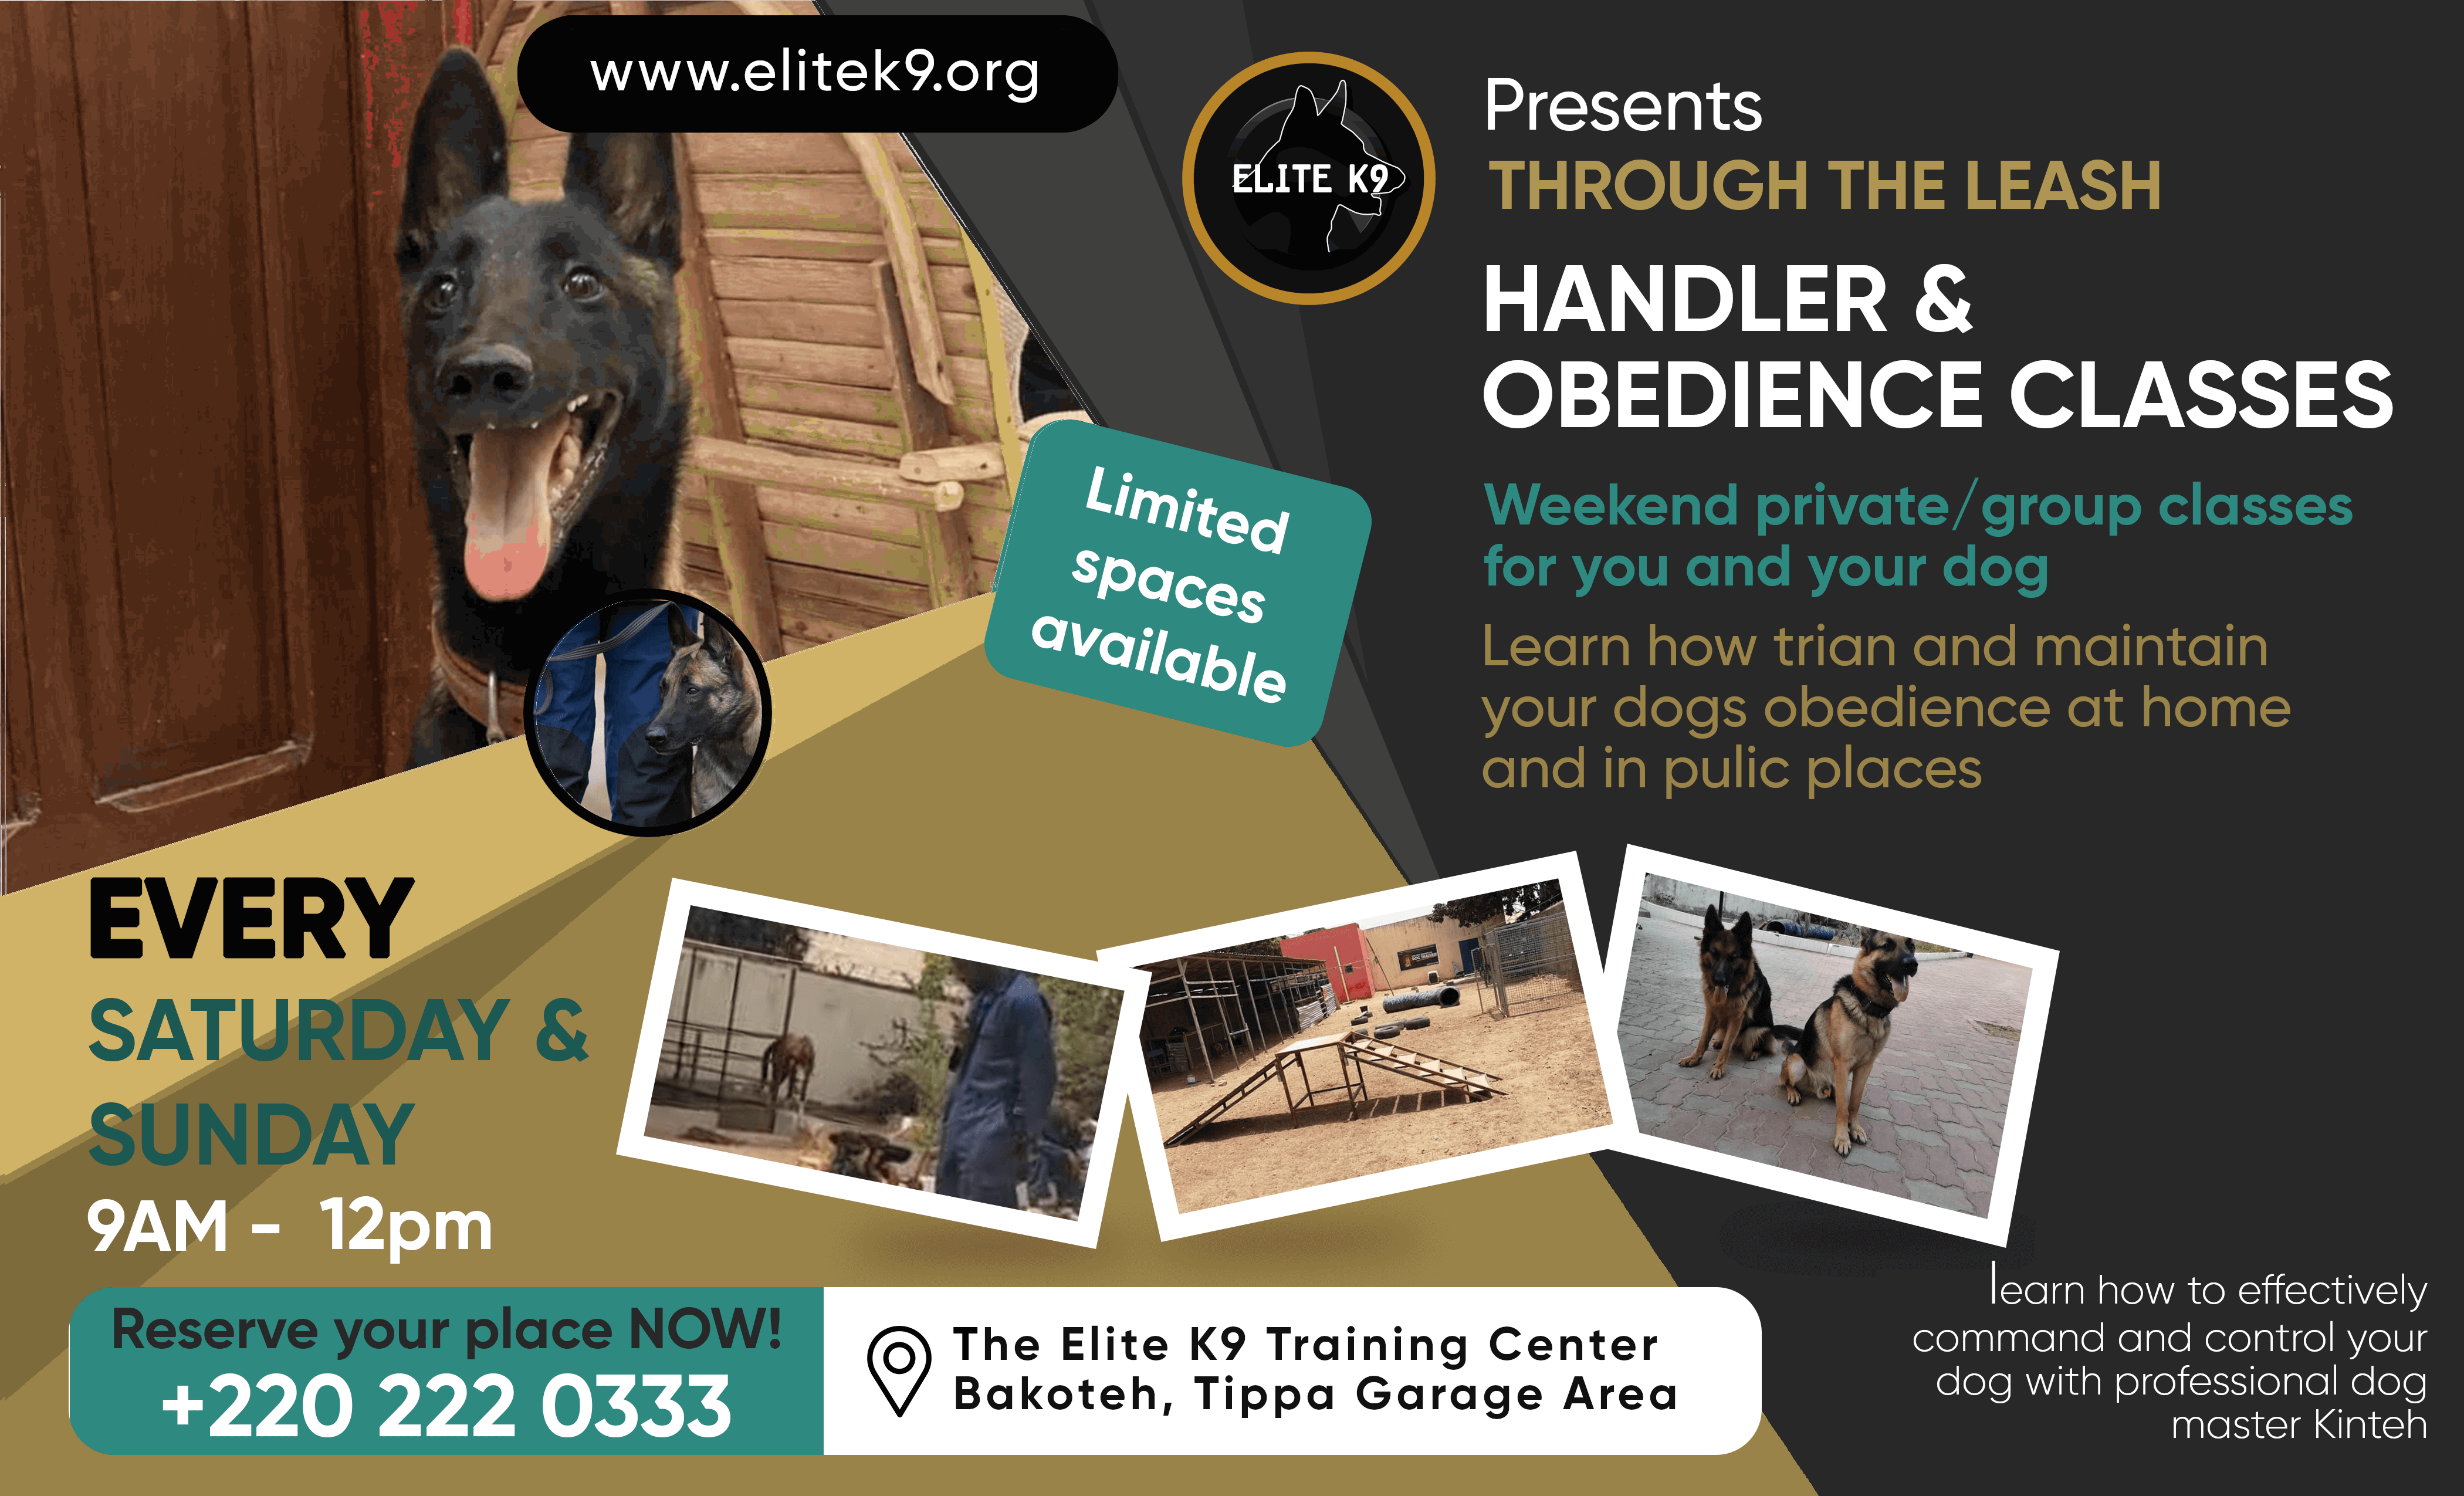 www.elitek9.org
ELITE K9
Presents
THROUGH THE LEASH
HANDLER &
OBEDIENCE CLASSES
Weekend private/group classes
for you and your dog
Learn how trian and maintain
your dogs obedience at home
and in pulic places
Limited
spaces
available
EVERY
SATURDAY &
SUNDAY
9AM - 12pm
Reserve your place NOW!
+220 222 0333
The Elite K9 Training Center
Bakoteh, Tippa Garage Area
learn how to effectively
command and control your
dog with professional dog
master Kinteh